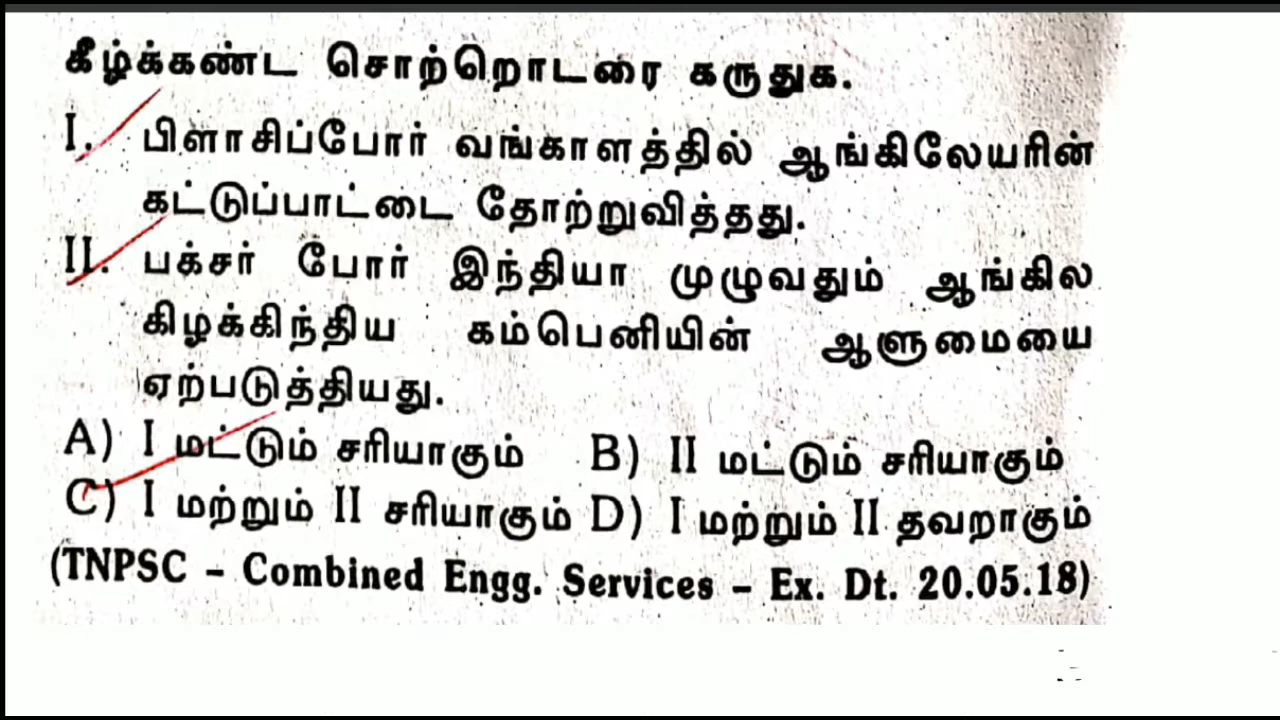 கீழ்க்கண்ட சொற்றொடரை கருதுக.
I. பிளாசிப்போர் வங்காளத்தில் ஆங்கிலேயரின்
கட்டுப்பாட்டை தோற்றுவித்தது.
II. பக்சர் போர் இந்தியா முழுவதும் ஆங்கில
கிழக்கிந்திய கம்பெனியின் ஆளுமையை
ஏற்படுத்தியது.
A) I மட்டும் சரியாகும் B) II மட்டும் சரியாகும்
C) I மற்றும் II சரியாகும் D) I மற்றும் II தவறாகும்
(TNPSC – Combined Engg. Services – Ex. Dt. 20.05.18)